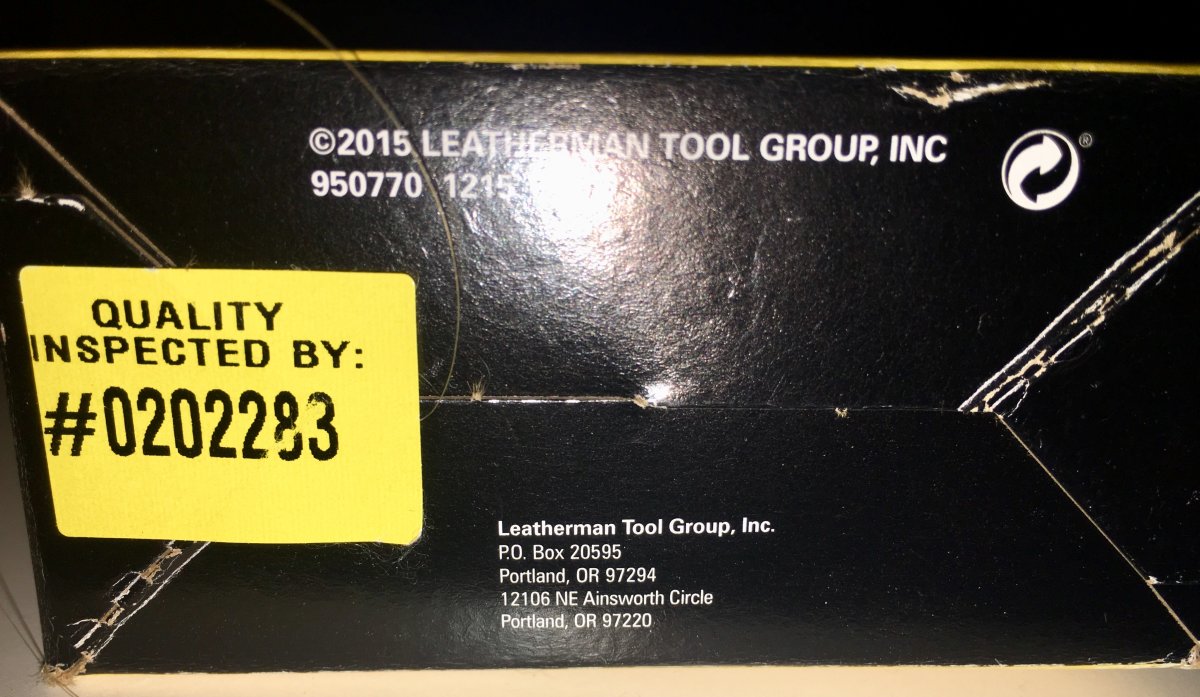 ©2015 LEATHERMAN TOOL GROUP, INC
950770 1215
®
QUALITY
INSPECTED BY:
#0202283
Leatherman Tool Group, Inc.
P.O. Box 20595
Portland, OR 97294
12106 NE Ainsworth Circle
Portland, OR 97220